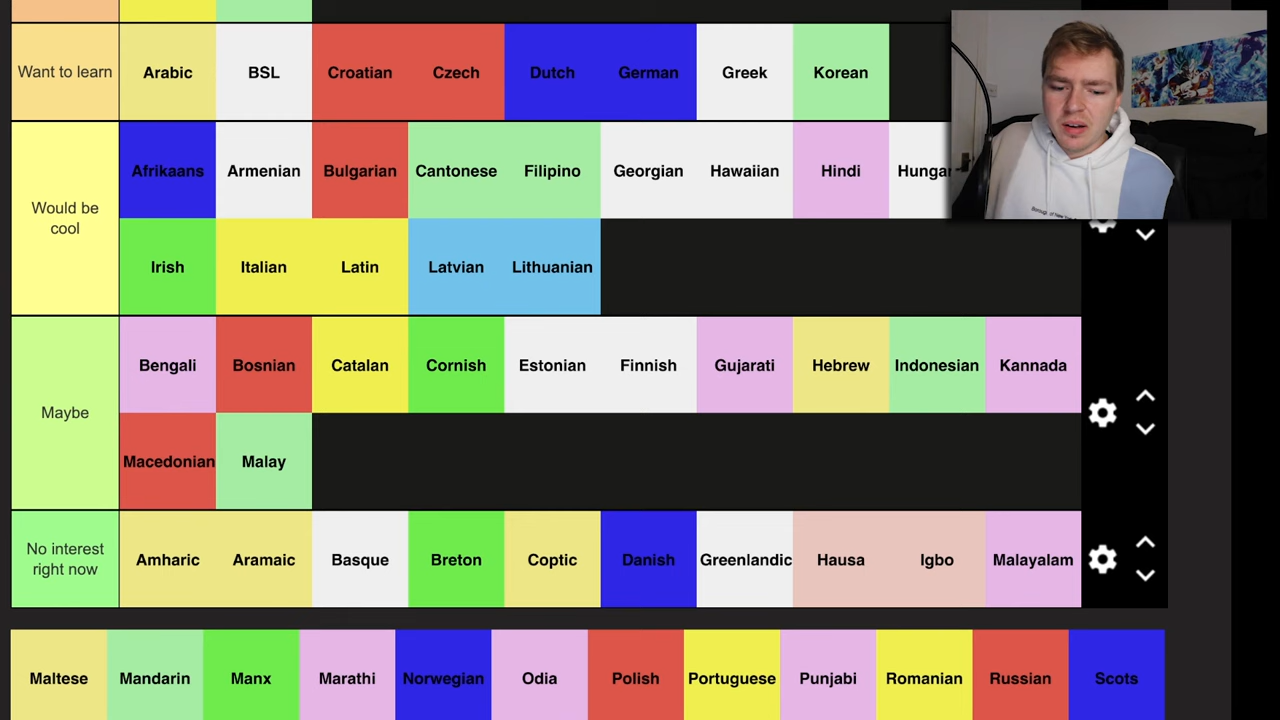 Want to learn
Arabic
BSL
Croatian
Czech
Dutch
German
Greek
Korean
Would be
cool
Afrikaans
Armenian
Bulgarian
Cantonese
Filipino
Georgian
Hawaiian
Hindi
Hungar
Irish
Italian
Latin
Latvian
Lithuanian
Maybe
Bengali
Bosnian
Catalan
Cornish
Estonian
Finnish
Gujarati
Hebrew
Indonesian
Kannada
Macedonian
Malay
No interest
right now
Amharic
Aramaic
Basque
Breton
Coptic
Danish
Greenlandic
Hausa
Igbo
Malayalam
Maltese
Mandarin
Manx
Marathi
Norwegian
Odia
Polish
Portuguese
Punjabi
Romanian
Russian
Scots